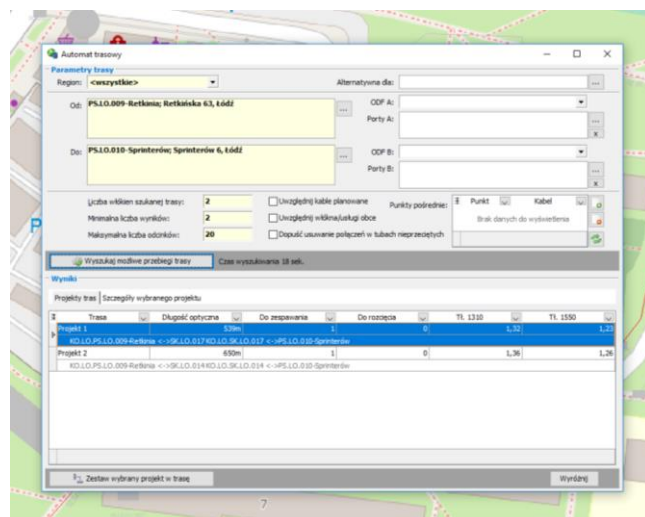 Automat trasowy
Parametry trasy
Region: <wszystkie> Alternatywna dla: ...
Od: PS.LO.009-Retkinia; Retkińska 63, Łódź ... ODF A:
Porty A: ...
x
Do: PS.LO.010-Sprinterów; Sprinterów 6, Łódź ... ODF B:
Porty B: ...
x
Liczba włókien szukanej trasy: 2 Uwzględnij kable planowane Punkty pośrednie: Punkt Kabel
Minimalna liczba wyników: 2 Uwzględnij włókna/usługi obce Brak danych do wyświetlenia
Maksymalna liczba odcinków: 20 Dopuść usuwanie połączeń w tubach nieprzeciętych
Wyszukaj możliwe przebiegi trasy Czas wyszukiwania 18 sek.
Wyniki
Projekty tras Szczegóły wybranego projektu
Trasa Długość optyczna Do zespawania Do rozcięcia Tł. 1310 Tł. 1550
Projekt 1 539m 1 0 1,32 1,23
KO.LO.PS.LO.009-Retkinia <->SK.LO.017KO.LO.SK.LO.017 <->PS.LO.010-Sprinterów
Projekt 2 650m 1 0 1,36 1,26
KO.LO.PS.LO.009-Retkinia <->SK.LO.014KO.LO.SK.LO.014 <->PS.LO.010-Sprinterów
Zestaw wybrany projekt w trasę Wyróżnij
7